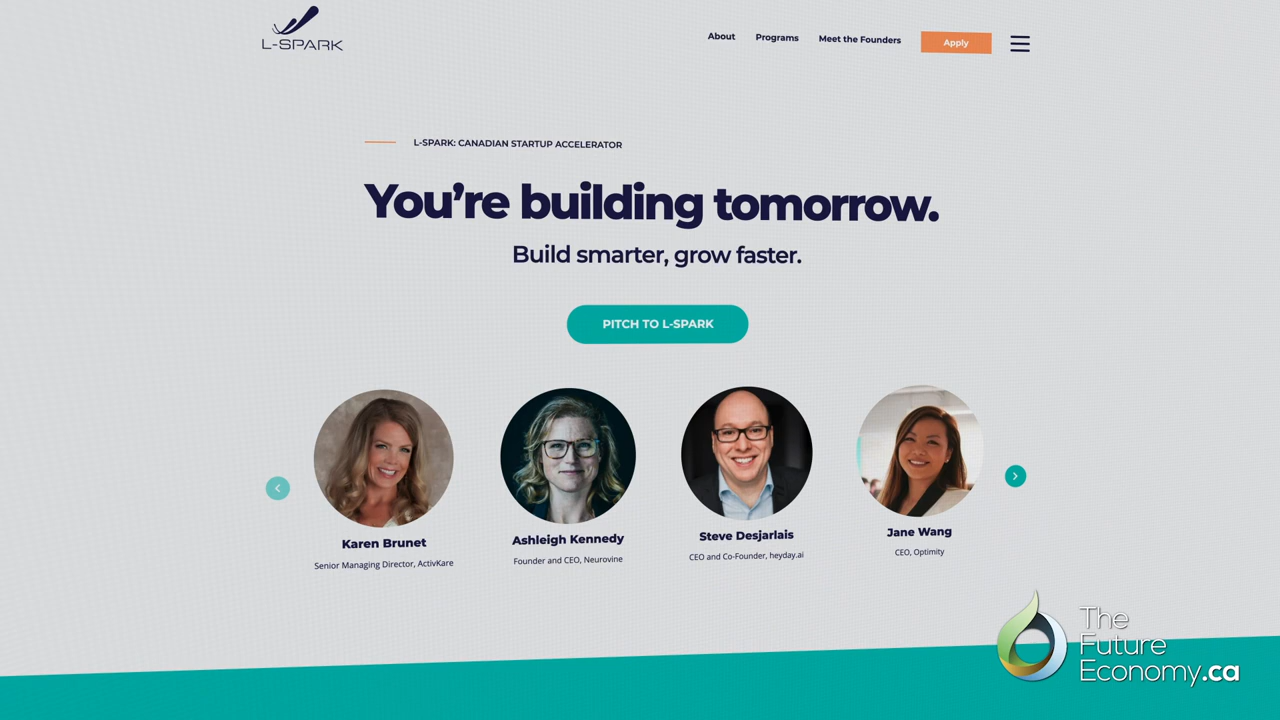 L-SPARK
About
Programs
Meet the Founders
Apply
L-SPARK: CANADIAN STARTUP ACCELERATOR
You're building tomorrow.
Build smarter, grow faster.
PITCH TO L-SPARK
Karen Brunet
Senior Managing Director, ActivKare
Ashleigh Kennedy
Founder and CEO, Neurovine
Steve Desjarlais
CEO and Co-Founder, heyday.ai
Jane Wang
CEO, Optimity
The
Future
Economy.ca